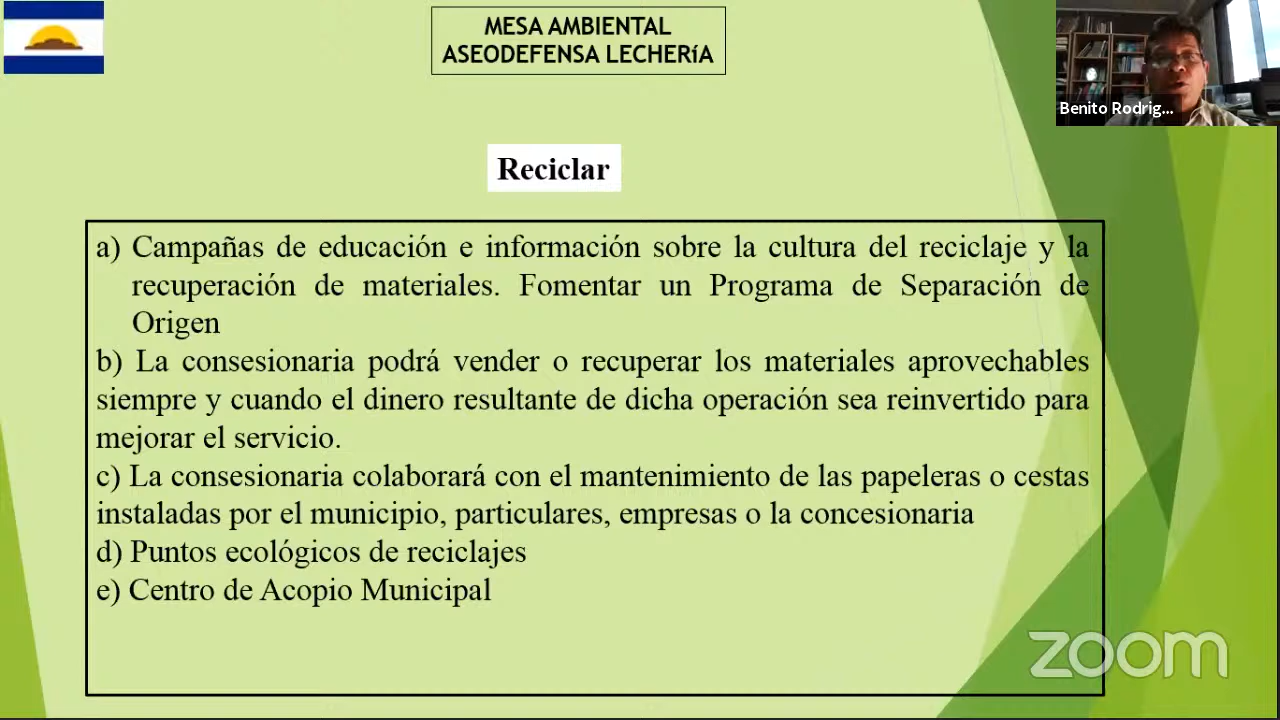 MESA AMBIENTAL
ASEODEFENSA LECHERíA
Benito Rodrig...
Reciclar
a) Campañas de educación e información sobre la cultura del reciclaje y la
recuperación de materiales. Fomentar un Programa de Separación de
Origen
b) La consesionaria podrá vender o recuperar los materiales aprovechables
siempre y cuando el dinero resultante de dicha operación sea reinvertido para
mejorar el servicio.
c) La consesionaria colaborará con el mantenimiento de las papeleras o cestas
instaladas por el municipio, particulares, empresas o la concesionaria
d) Puntos ecológicos de reciclajes
e) Centro de Acopio Municipal
zoom